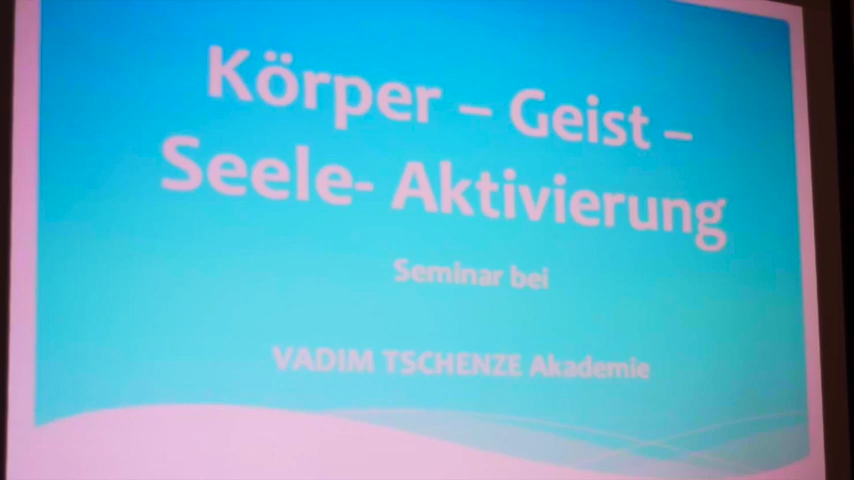 Körper – Geist –
Seele- Aktivierung
Seminar bei
VADIM TSCHENZE Akademie